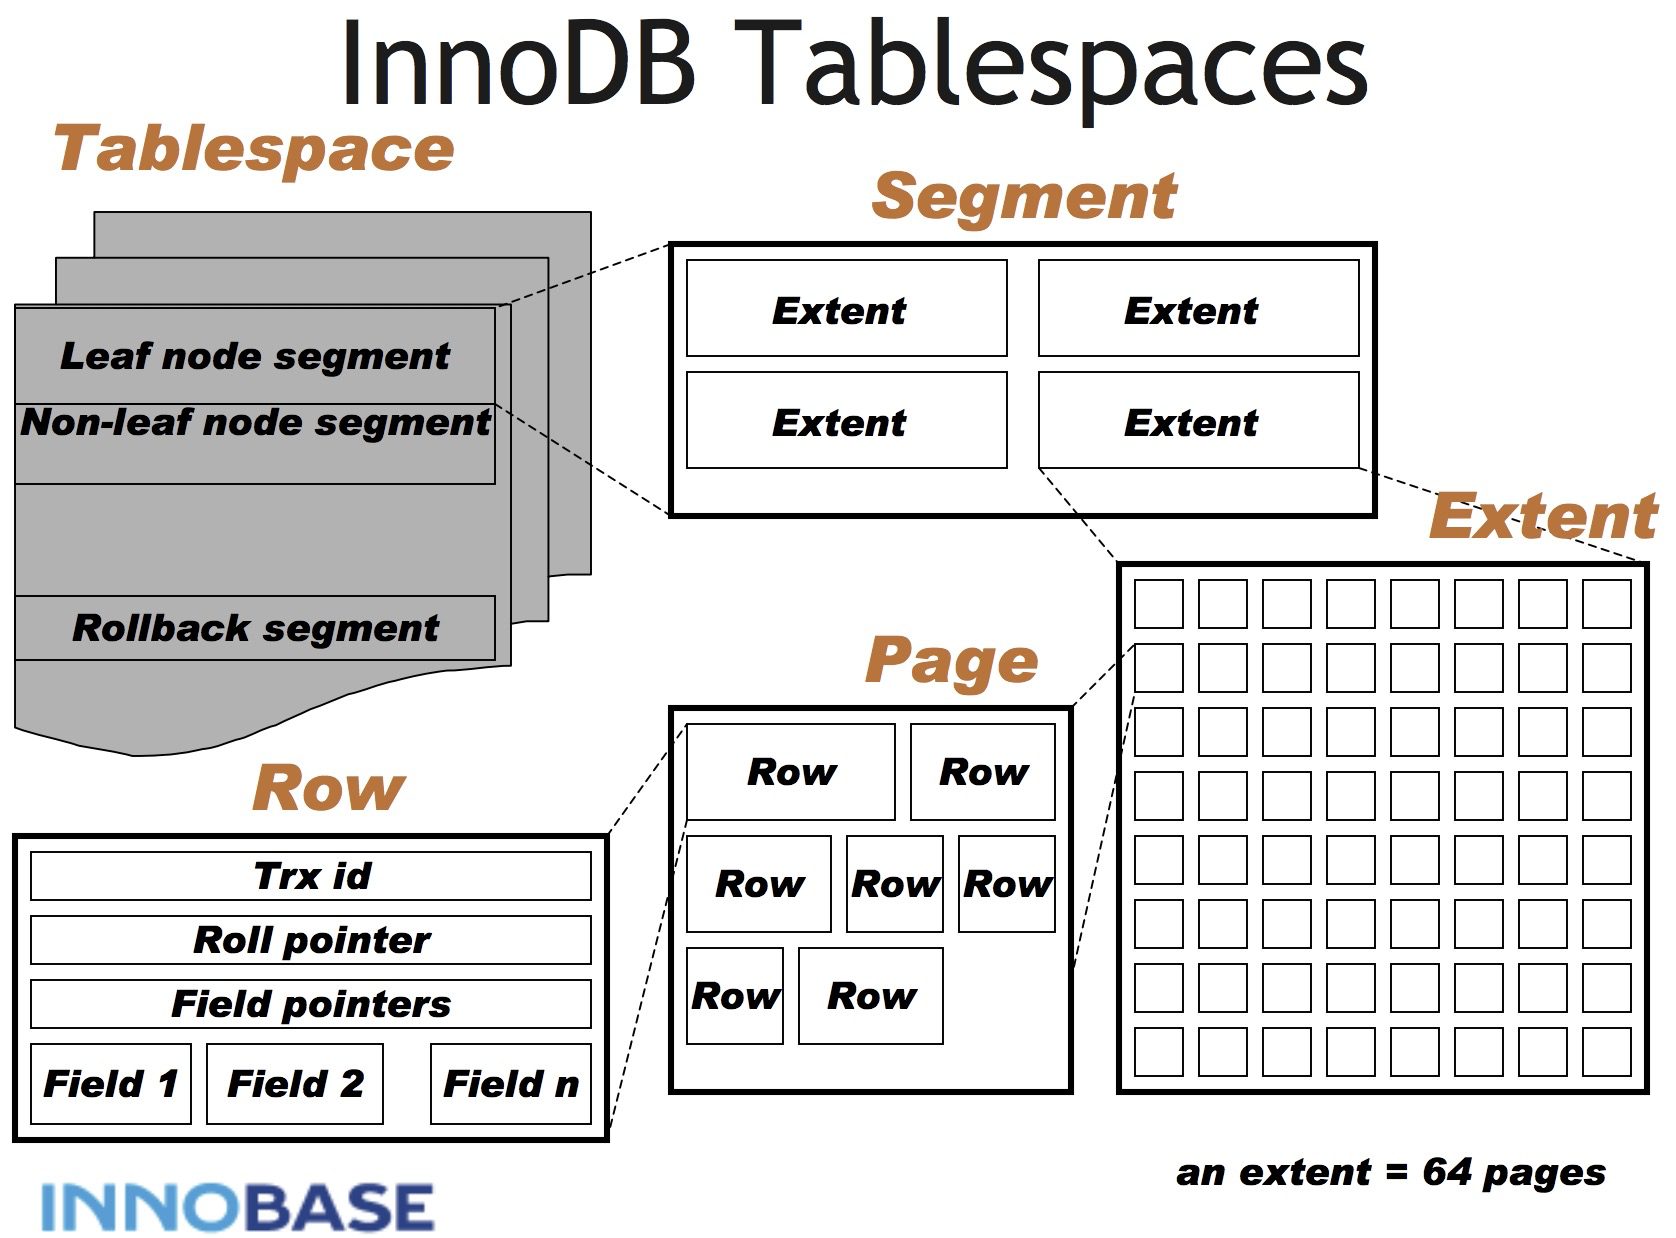 InnoDB Tablespaces
Tablespace
Leaf node segment
Non-leaf node segment
Rollback segment
Segment
Extent
Extent
Extent
Extent
Extent
an extent = 64 pages
Page
Row
Row
Row
Row
Row
Row
Row
Row
Trx id
Roll pointer
Field pointers
Field 1
Field 2
Field n
INNOBASE